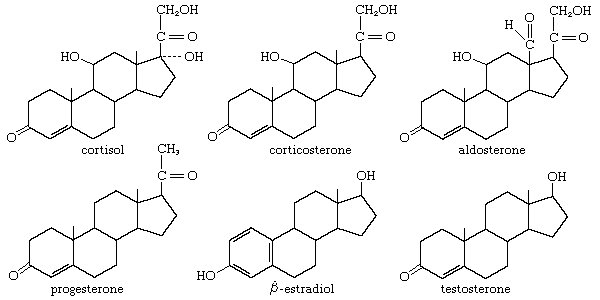 CH₂OH CH₂OH O CH₂OH
H
C O C O C C O
HO OH HO HO
O O O
cortisol corticosterone aldosterone
CH₃
C O OH OH
O HO O
progesterone β-estradiol testosterone